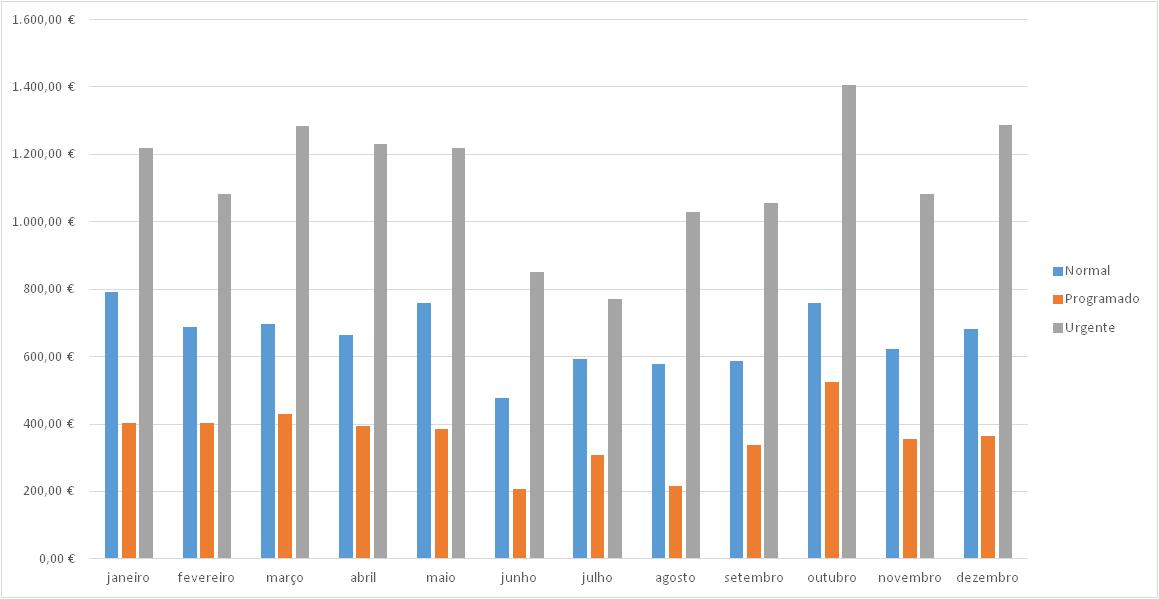 1.600,00 €
1.400,00 €
1.200,00 €
1.000,00 €
800,00 €
600,00 €
400,00 €
200,00 €
0,00 €
janeiro fevereiro março abril maio junho julho agosto setembro outubro novembro dezembro
Normal
Programado
Urgente